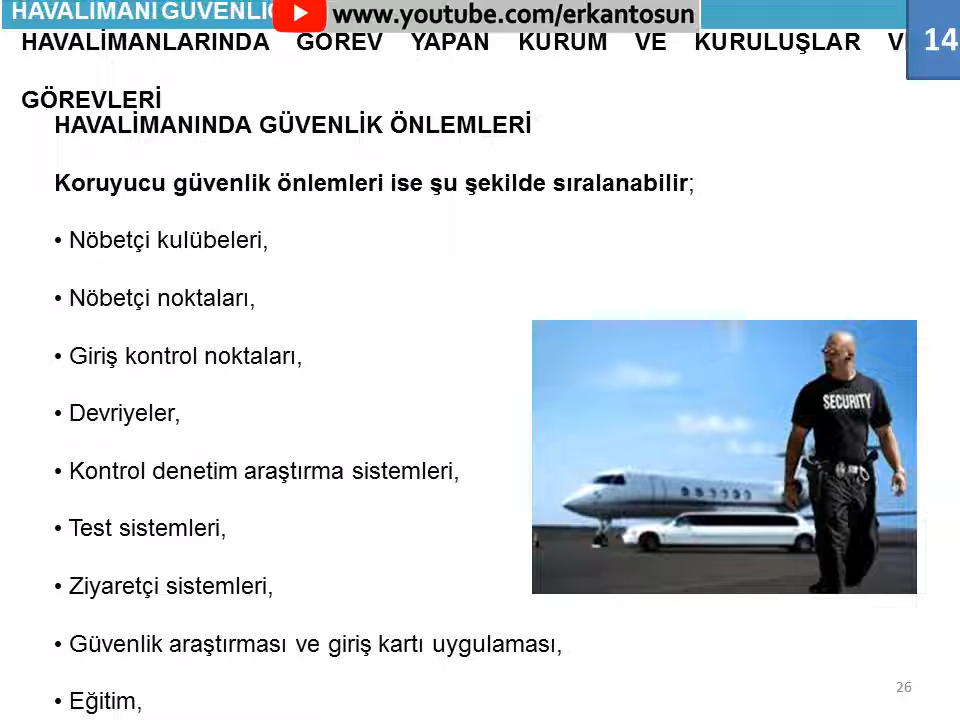 HAVALİMANI GÜVENLİ
www.youtube.com/erkantosun
14
HAVALİMANLARINDA GÖREV YAPAN KURUM VE KURULUŞLAR
GÖREVLERİ
HAVALİMANINDA GÜVENLİK ÖNLEMLERİ
Koruyucu güvenlik önlemleri ise şu şekilde sıralanabilir;
• Nöbetçi kulübeleri,
• Nöbetçi noktaları,
• Giriş kontrol noktaları,
• Devriyeler,
• Kontrol denetim araştırma sistemleri,
• Test sistemleri,
• Ziyaretçi sistemleri,
• Güvenlik araştırması ve giriş kartı uygulaması,
• Eğitim,
SECURITY
26